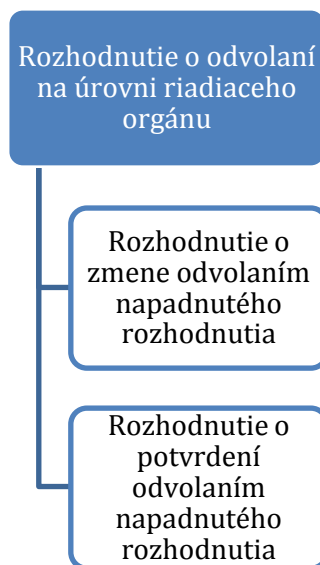 Rozhodnutie o odvolaní
na úrovni riadiaceho
orgánu
Rozhodnutie o
zmene odvolaním
napadnutého
rozhodnutia
Rozhodnutie o
potvrdení
odvolaním
napadnutého
rozhodnutia